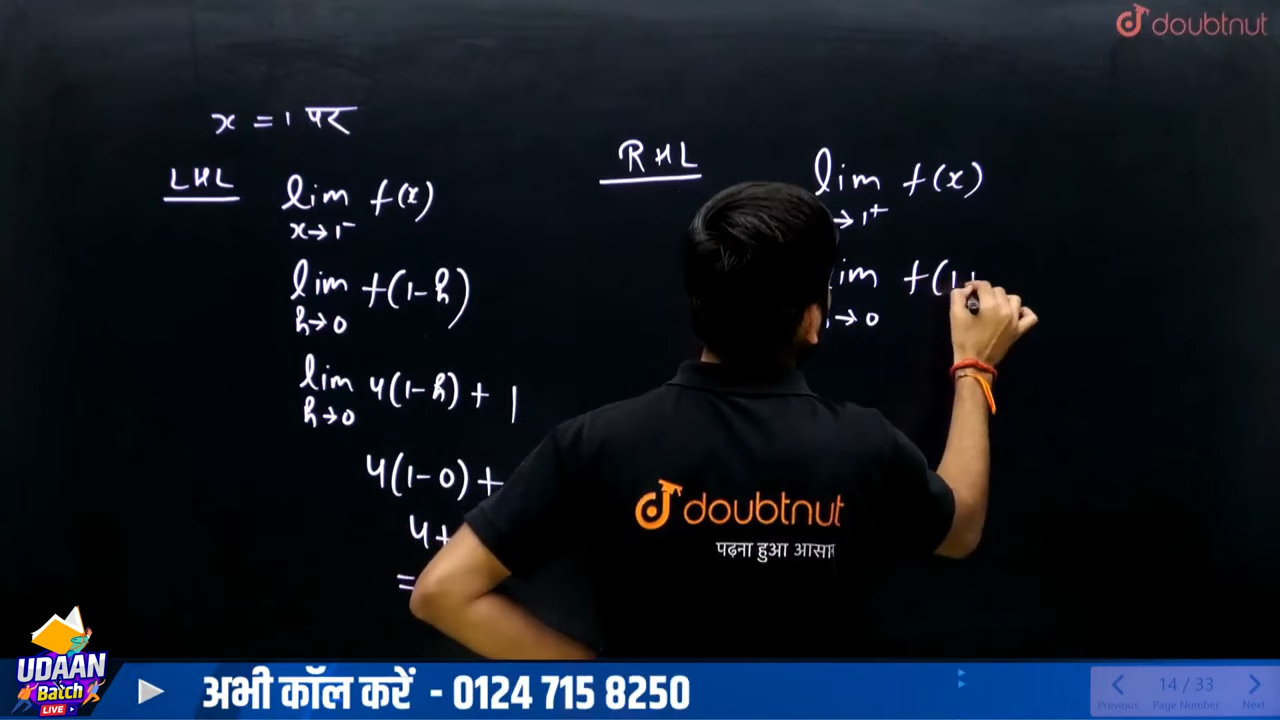 doubtnut
x = 1 पर
LHL
lim f(x)
x→1⁻
lim f(1-h)
h→0
lim 4(1-h) + 1
h→0
4(1-0) +
4+
=
RHL
lim f(x)
→ 1⁺
lim f(1+
→ 0
doubtnut
पढ़ना हुआ आसान
UDAAN
Batch
LIVE
अभी कॉल करें - 0124 715 8250
14 / 33
Previous Page Number Next